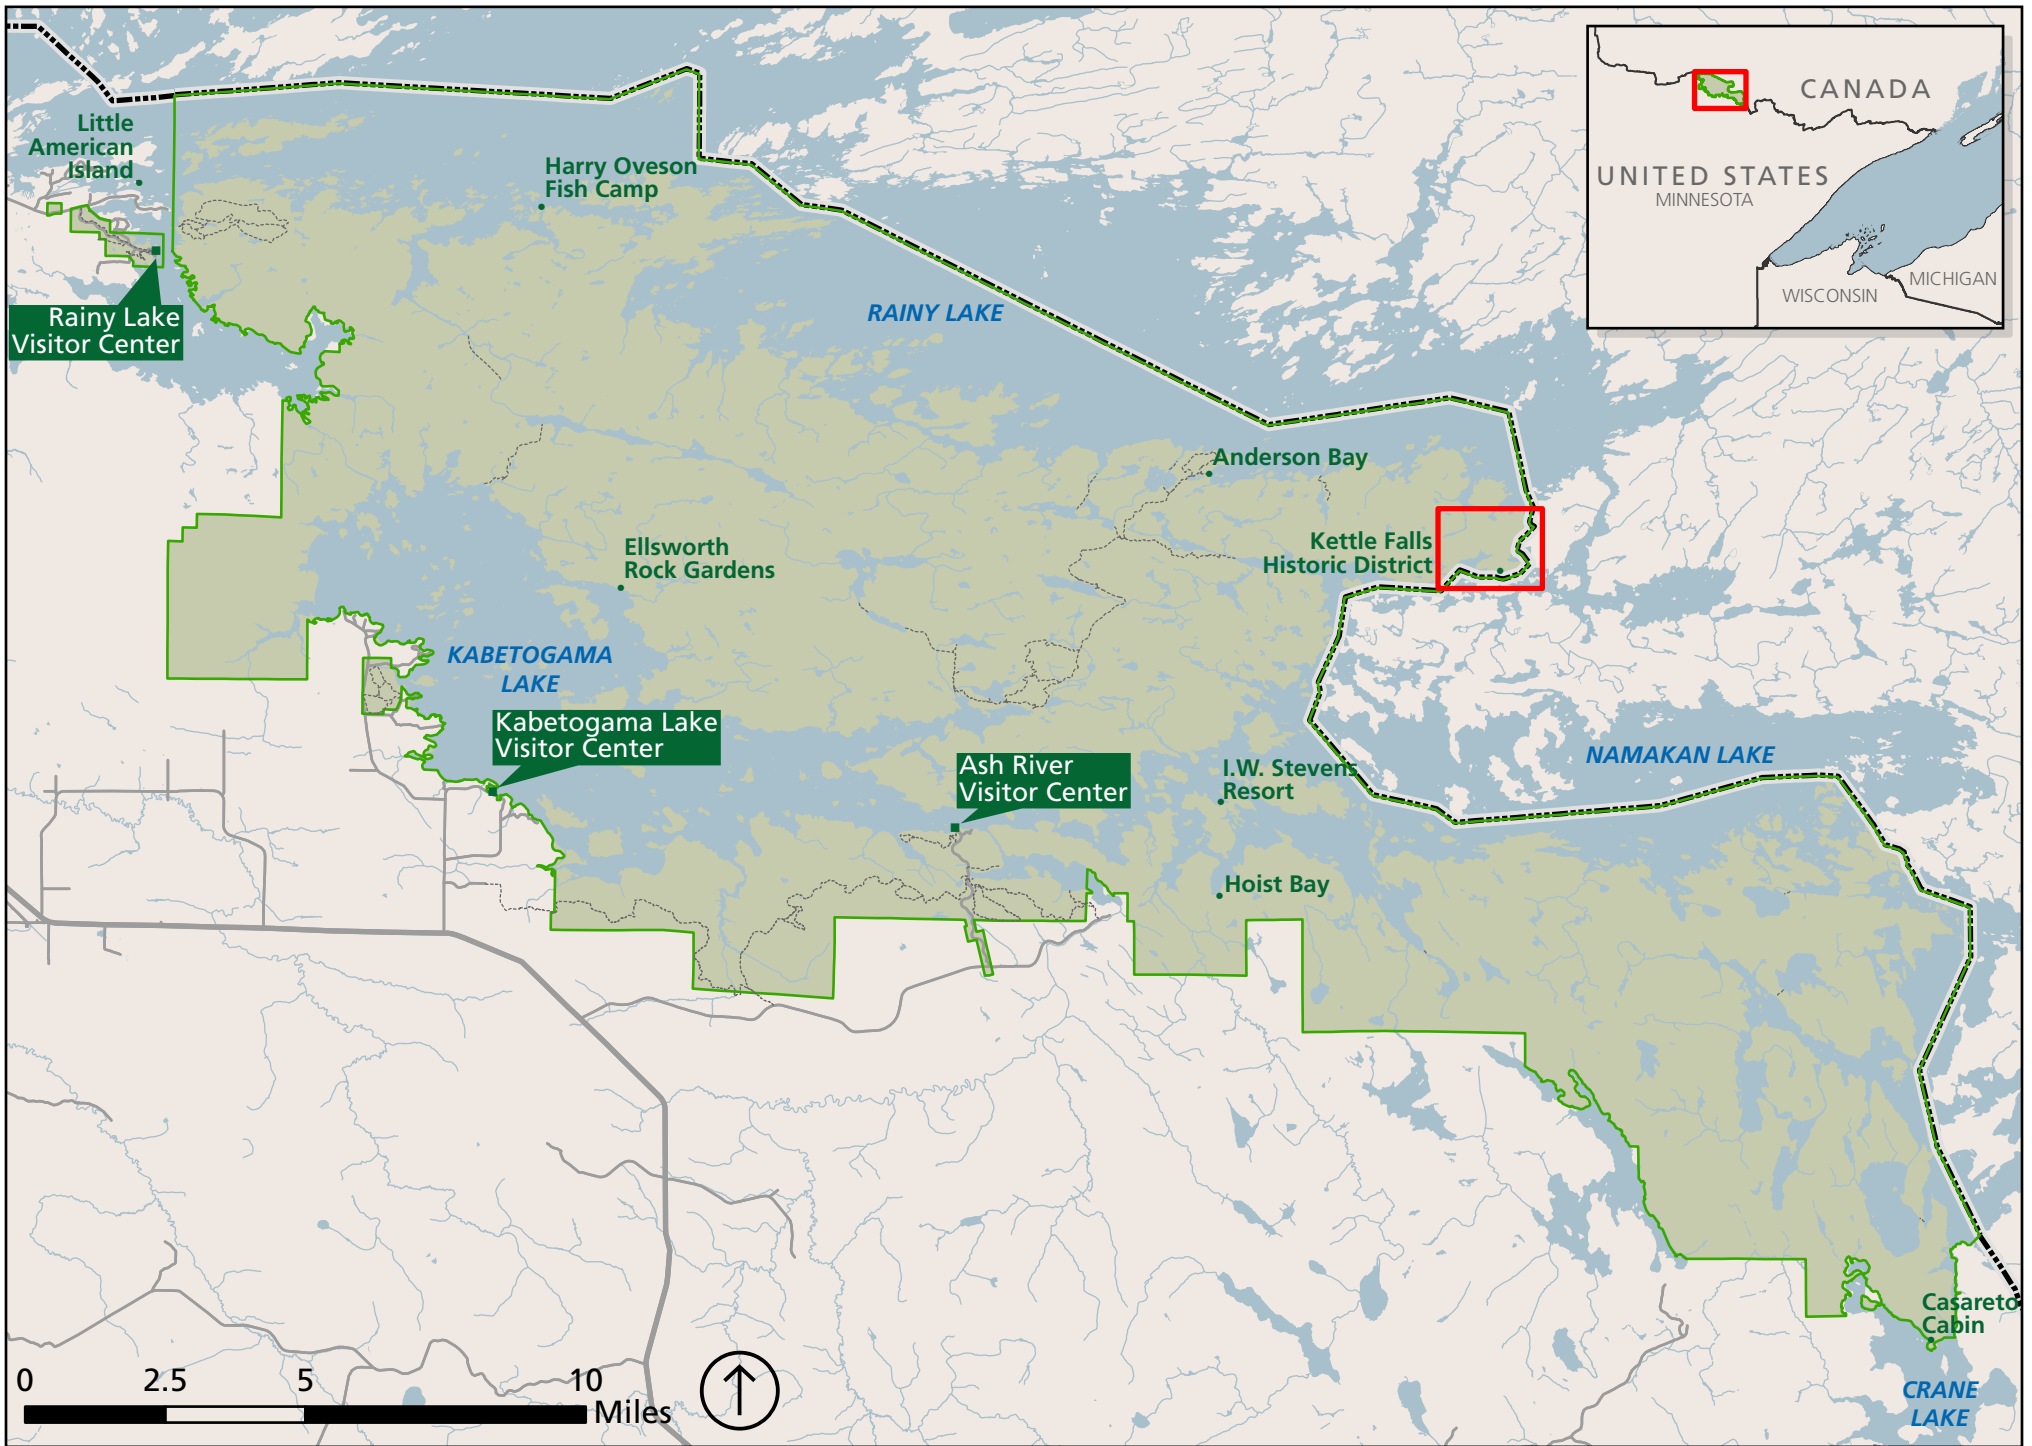 Little
American
Island
Harry Oveson
Fish Camp
Rainy Lake
Visitor Center
RAINY LAKE
CANADA
UNITED STATES
MINNESOTA
WISCONSIN
MICHIGAN
Anderson Bay
Ellsworth
Rock Gardens
Kettle Falls
Historic District
KABETOGAMA
LAKE
Kabetogama Lake
Visitor Center
Ash River
Visitor Center
I.W. Stevens
Resort
NAMAKAN LAKE
Hoist Bay
Casareto
Cabin
CRANE
LAKE
0 2.5 5 10
Miles